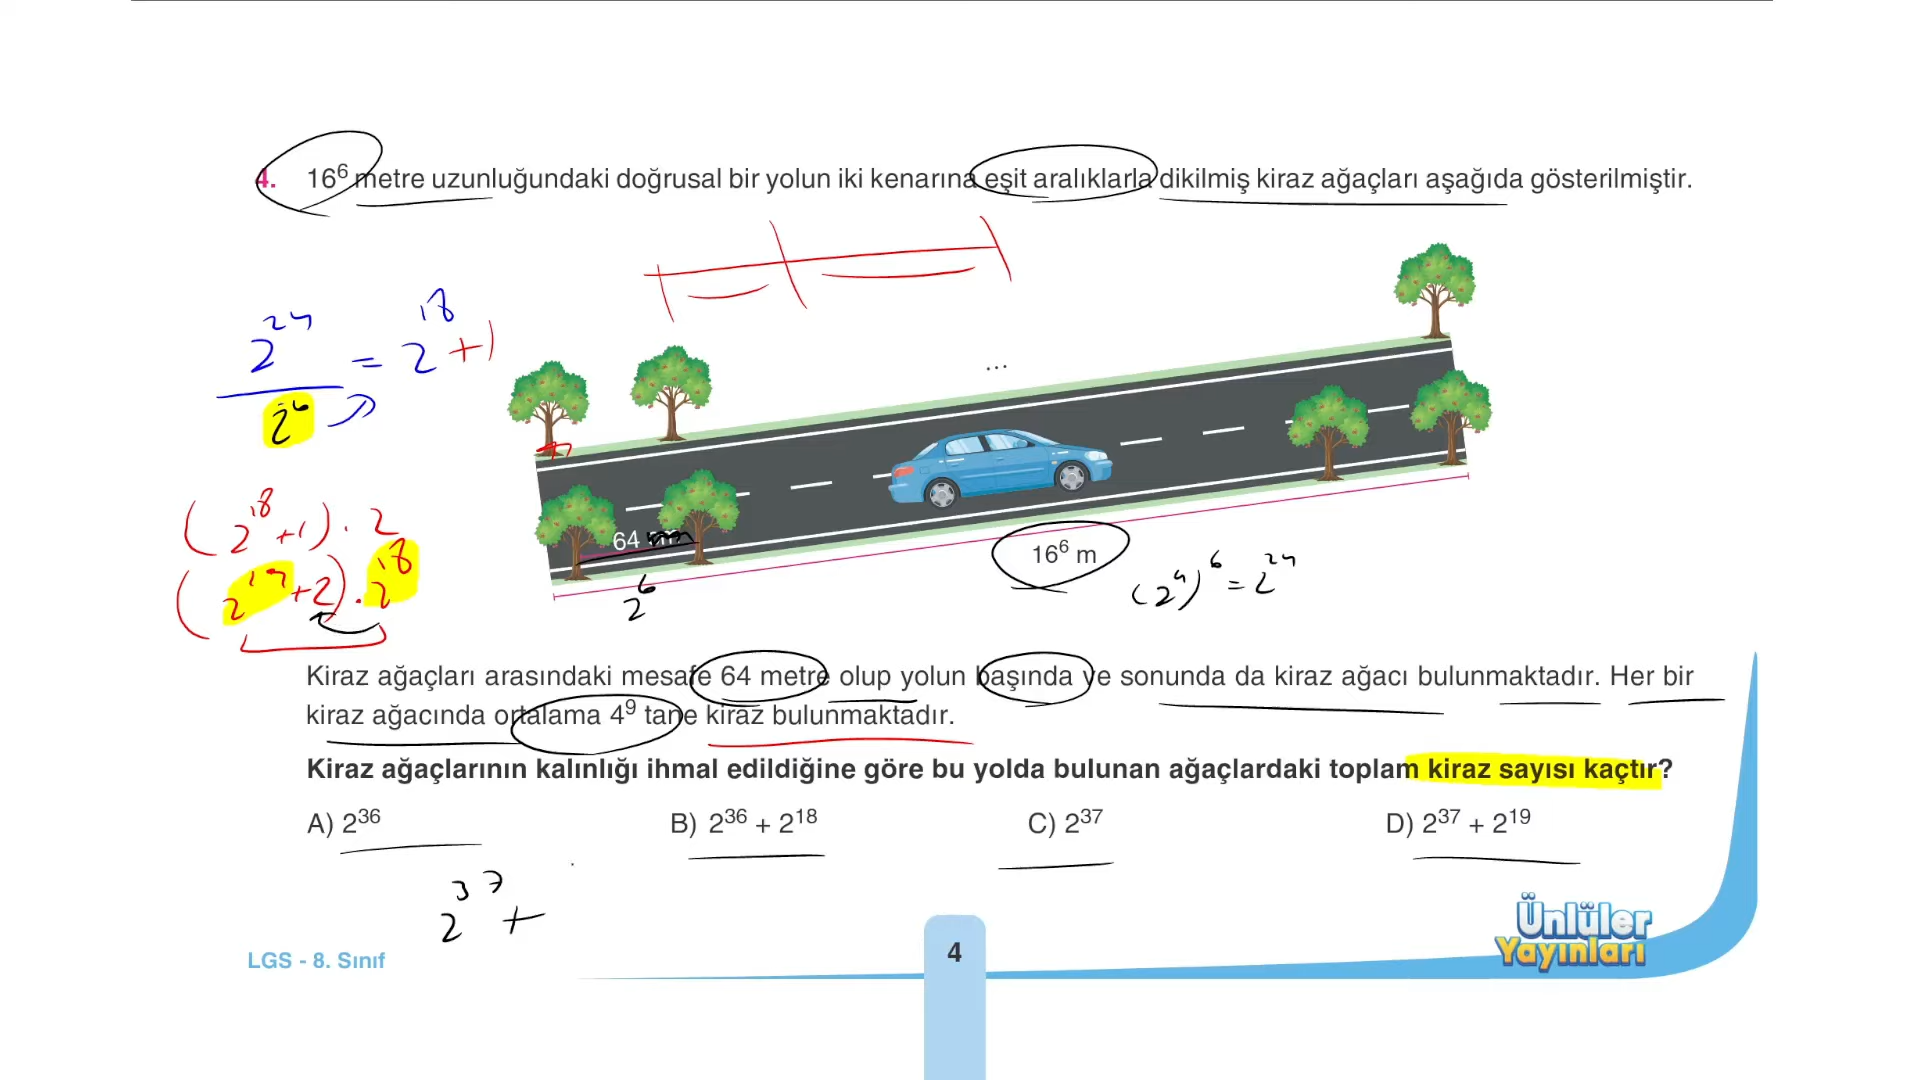 4. 16⁶ metre uzunluğundaki doğrusal bir yolun iki kenarına eşit aralıklarla dikilmiş kiraz ağaçları aşağıda gösterilmiştir.
2²⁴ / 2⁶ = 2¹⁸ + 1
(2¹⁸ + 1) . 2
(2¹⁹ + 2) . 2¹⁸
...
64 m
2⁶
16⁶ m
(2⁴)⁶ = 2²⁴
Kiraz ağaçları arasındaki mesafe 64 metre olup yolun başında ve sonunda da kiraz ağacı bulunmaktadır. Her bir
kiraz ağacında ortalama 4⁹ tane kiraz bulunmaktadır.
Kiraz ağaçlarının kalınlığı ihmal edildiğine göre bu yolda bulunan ağaçlardaki toplam kiraz sayısı kaçtır?
A) 2³⁶ B) 2³⁶ + 2¹⁸ C) 2³⁷ D) 2³⁷ + 2¹⁹
2³⁷ +
LGS - 8. Sınıf
4
Ünlüler
Yayınları